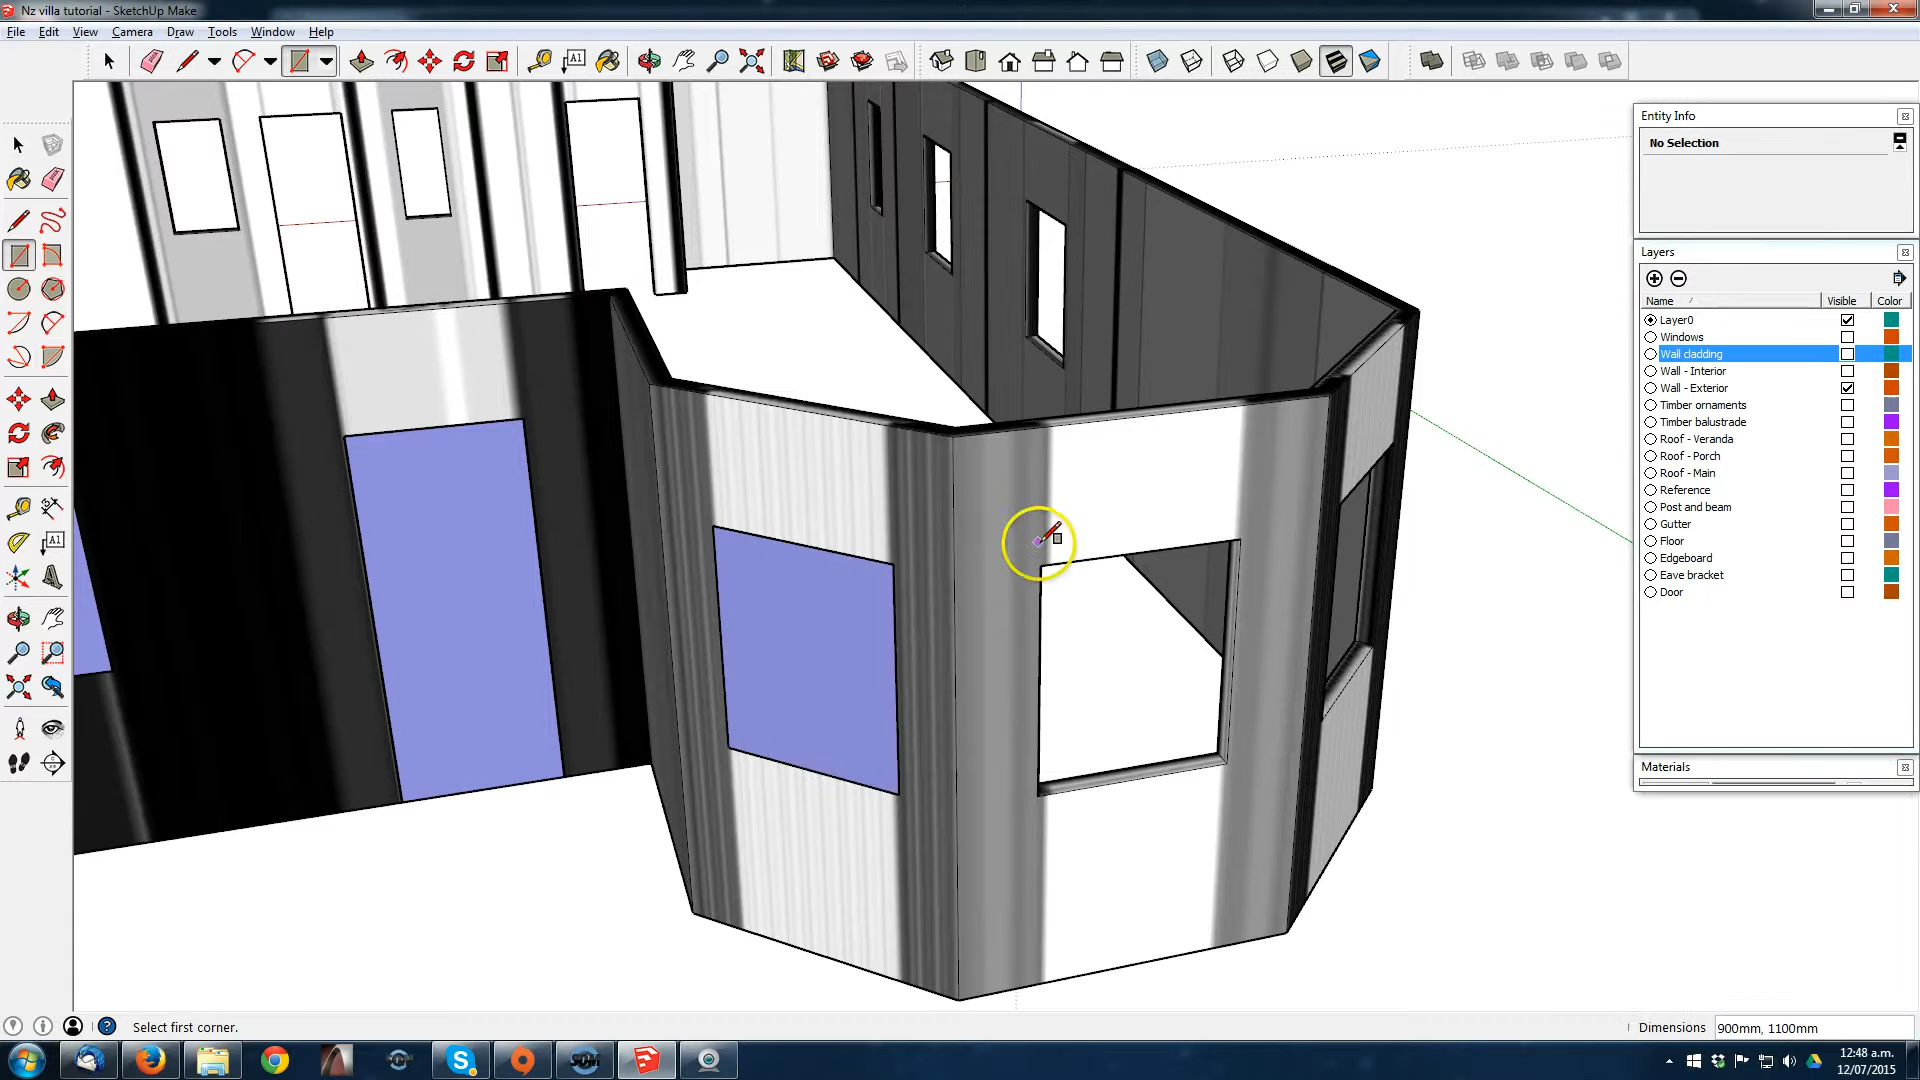 Nz villa tutorial - SketchUp Make
File Edit View Camera Draw Tools Window Help
A1
Entity Info
No Selection
Layers
Name Visible Color
Layer0
Windows
Wall cladding
Wall - Interior
Wall - Exterior
Timber ornaments
Timber balustrade
Roof - Veranda
Roof - Porch
Roof - Main
Reference
Post and beam
Gutter
Floor
Edgeboard
Eave bracket
Door
A1
Materials
Select first corner.
Dimensions 900mm, 1100mm
12:48 a.m.
12/07/2015